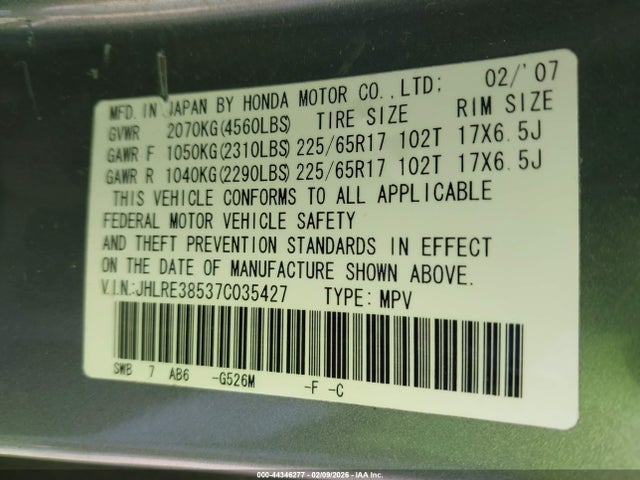 MFD. IN JAPAN BY HONDA MOTOR CO., LTD; 02/'07
GVWR 2070KG(4560LBS) TIRE SIZE RIM SIZE
GAWR F 1050KG(2310LBS) 225/65R17 102T 17X6.5J
GAWR R 1040KG(2290LBS) 225/65R17 102T 17X6.5J
THIS VEHICLE CONFORMS TO ALL APPLICABLE
FEDERAL MOTOR VEHICLE SAFETY
AND THEFT PREVENTION STANDARDS IN EFFECT
ON THE DATE OF MANUFACTURE SHOWN ABOVE.
V.I.N.:JHLRE38537C035427 TYPE: MPV
SWB 7 AB6 -G526M -F -C
000-44346277 - 02/09/2026 - IAA Inc.